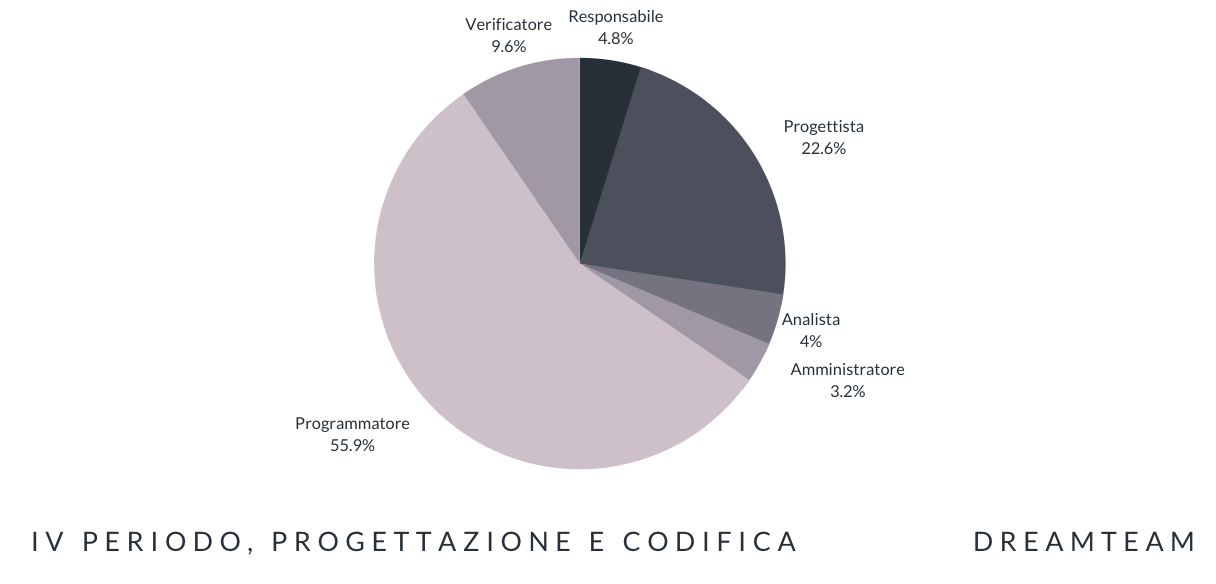 Verificatore
9.6%
Responsabile
4.8%
Progettista
22.6%
Analista
4%
Amministratore
3.2%
Programmatore
55.9%
IV PERIODO, PROGETTAZIONE E CODIFICA
DREAMTEAM